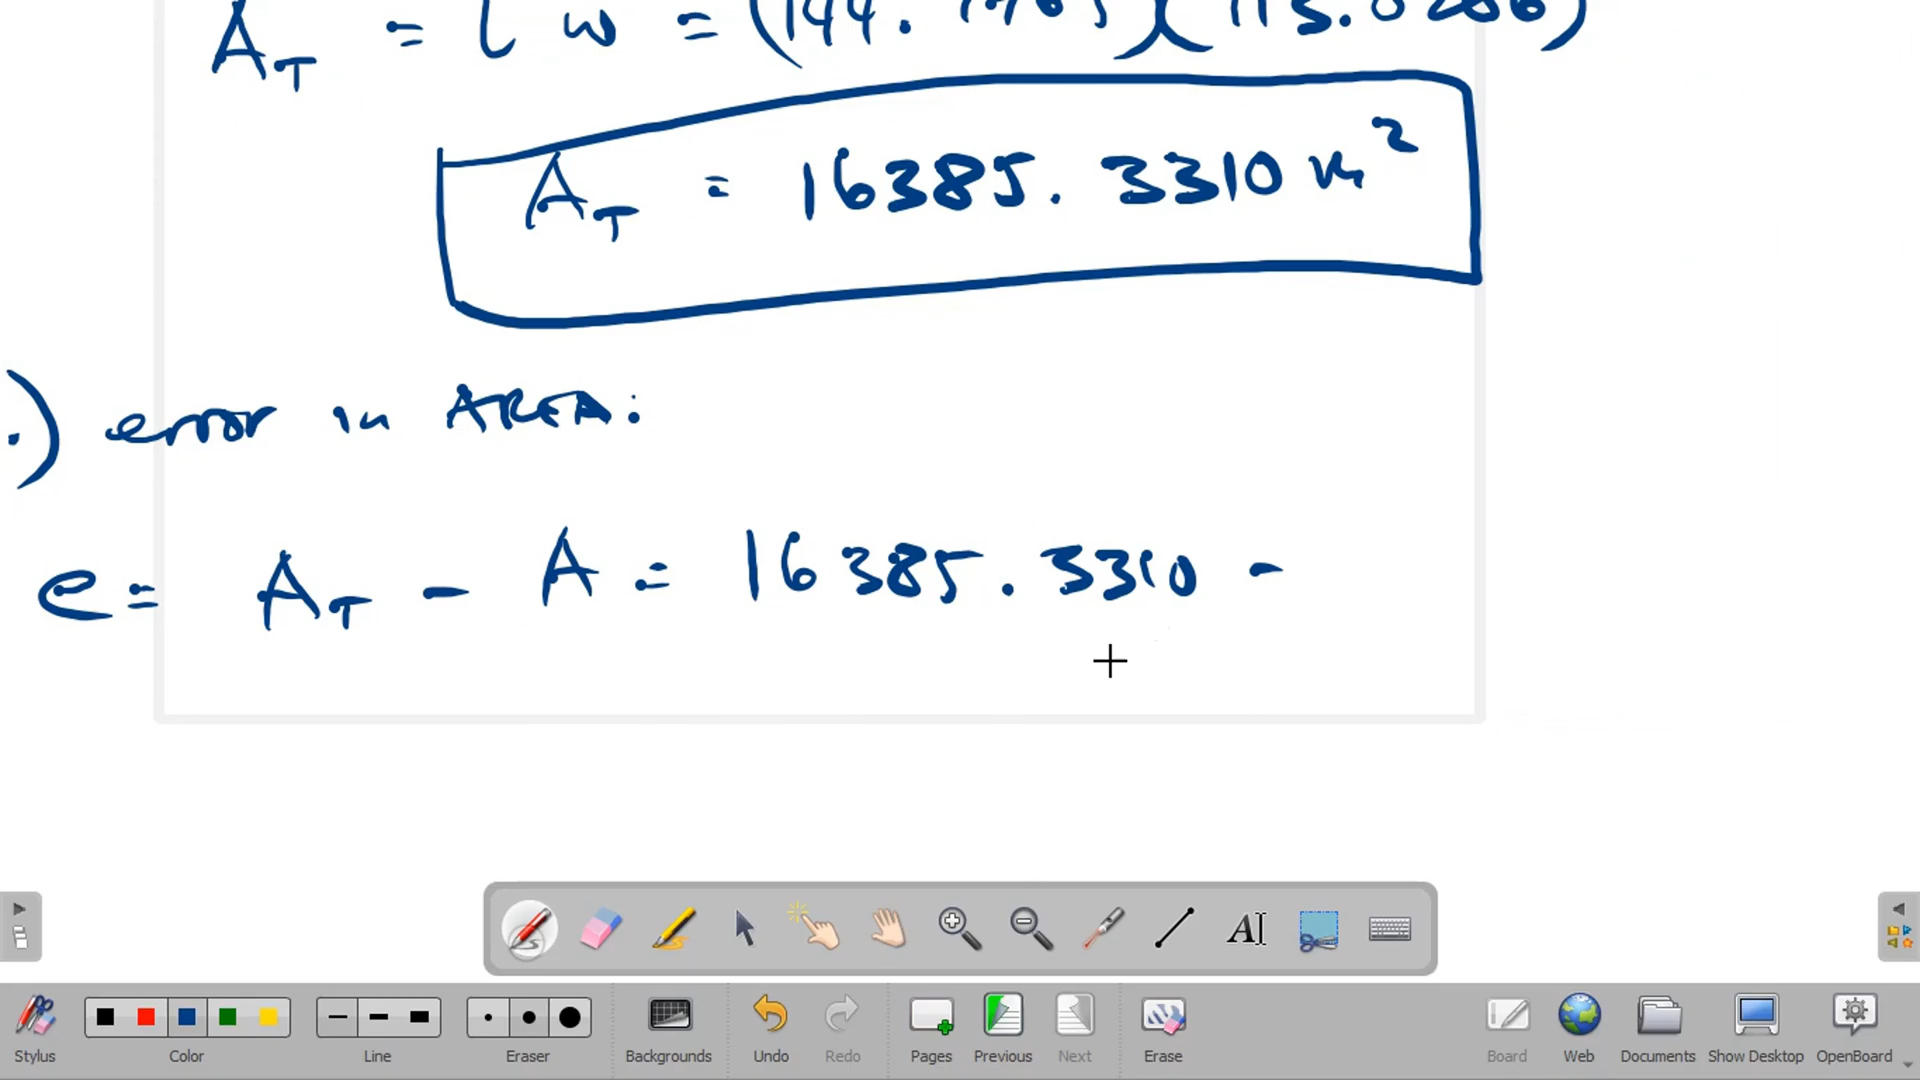 A_T = l w = (144.
A_T = 16385.3310 m²
.) error in AREA:
e = A_T - A = 16385.3310 -
Stylus
Color
Line
Eraser
Backgrounds
Undo
Redo
Pages
Previous
Next
Erase
Board
Web
Documents
Show Desktop
OpenBoard